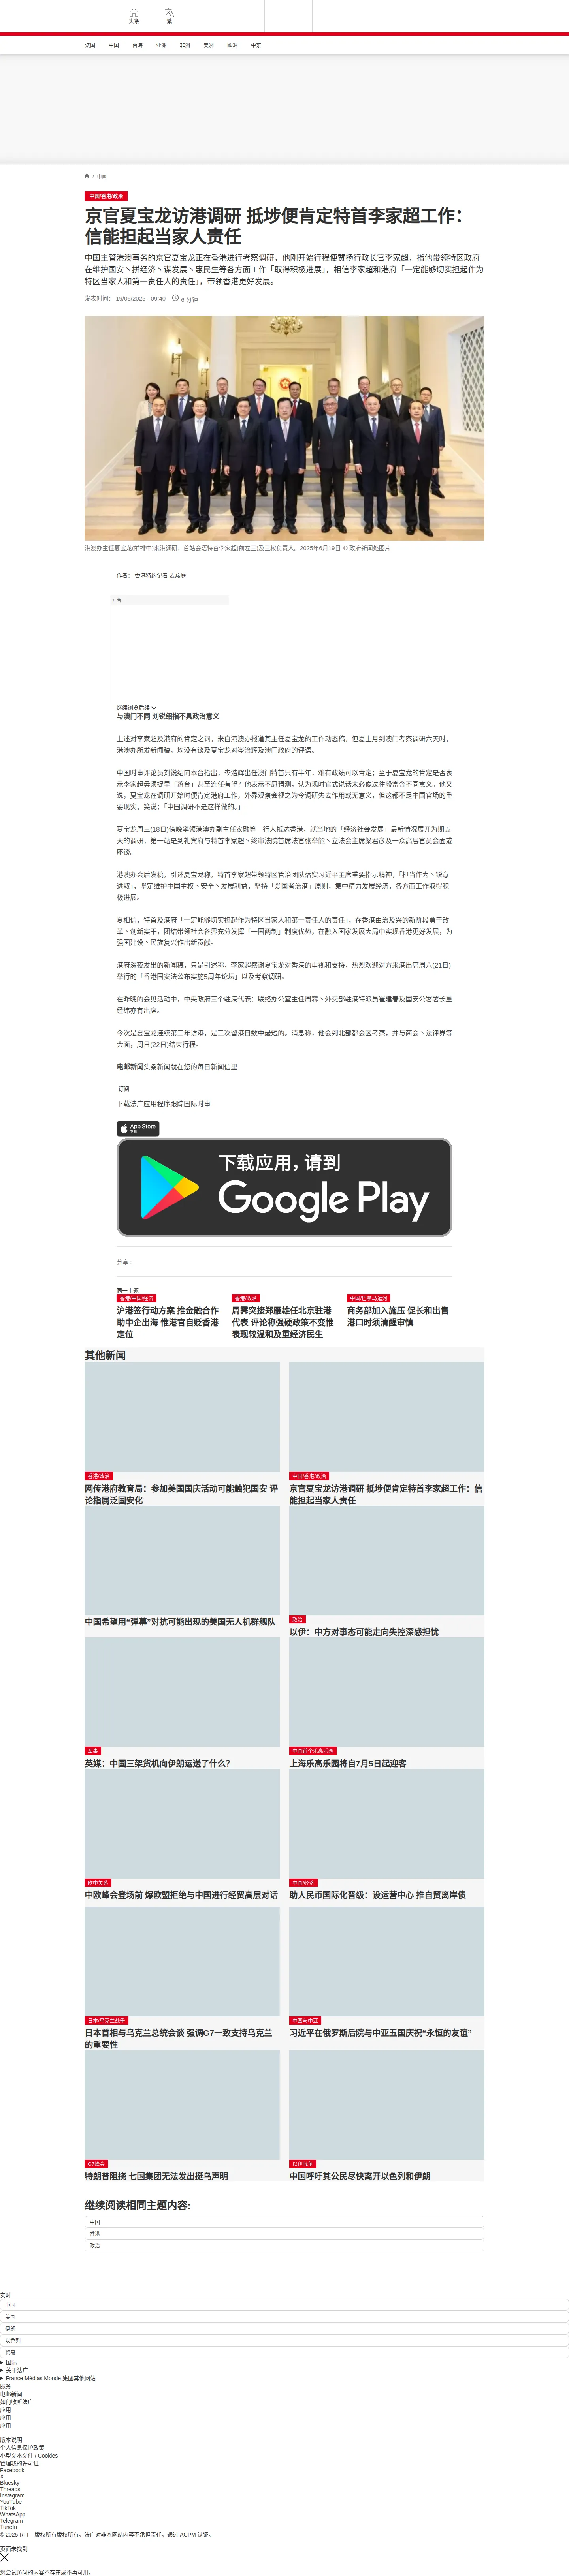 头条
繁
法国 中国 台海 亚洲 非洲 美洲 欧洲 中东
/ 中国
中国/香港/政治
京官夏宝龙访港调研 抵埗便肯定特首李家超工作：
信能担起当家人责任
中国主管港澳事务的京官夏宝龙正在香港进行考察调研，他刚开始行程便赞扬行政长官李家超，指他带领特区政府
在维护国安丶拼经济丶谋发展丶惠民生等各方面工作「取得积极进展」，相信李家超和港府「一定能够切实担起作为
特区当家人和第一责任人的责任」，带领香港更好发展。
发表时间： 19/06/2025 - 09:40 6 分钟
港澳办主任夏宝龙(前排中)来港调研，首站会晤特首李家超(前左三)及三权负责人。2025年6月19日 © 政府新闻处图片
作者： 香港特约记者 麦燕庭
广告
继续浏览后续
与澳门不同 刘锐绍指不具政治意义
上述对李家超及港府的肯定之词，来自港澳办报道其主任夏宝龙的工作动态稿，但夏上月到澳门考察调研六天时，
港澳办所发新闻稿，均没有谈及夏宝龙对岑治辉及澳门政府的评语。
中国时事评论员刘锐绍向本台指出，岑浩辉出任澳门特首只有半年，难有政绩可以肯定；至于夏宝龙的肯定是否表
示李家超毋须提早「落台」甚至连任有望？他表示不愿猜测，认为现时官式说话未必像过往般富含不同意义。他又
说，夏宝龙在调研开始时便肯定港府工作，外界观察会视之为令调研失去作用或无意义，但这都不是中国官场的重
要现实，笑说：「中国调研不是这样做的。」
夏宝龙周三(18日)傍晚率领港澳办副主任农融等一行人抵达香港，就当地的「经济社会发展」最新情况展开为期五
天的调研，第一站是到礼宾府与特首李家超丶终审法院首席法官张举能丶立法会主席梁君彦及一众高层官员会面或
座谈。
港澳办会后发稿，引述夏宝龙称，特首李家超带领特区管治团队落实习近平主席重要指示精神，「担当作为丶锐意
进取」，坚定维护中国主权丶安全丶发展利益，坚持「爱国者治港」原则，集中精力发展经济，各方面工作取得积
极进展。
夏相信，特首及港府「一定能够切实担起作为特区当家人和第一责任人的责任」，在香港由治及兴的新阶段勇于改
革丶创新实干，团结带领社会各界充分发挥「一国两制」制度优势，在融入国家发展大局中实现香港更好发展，为
强国建设丶民族复兴作出新贡献。
港府深夜发出的新闻稿，只是引述称，李家超感谢夏宝龙对香港的重视和支持，热烈欢迎对方来港出席周六(21日)
举行的「香港国安法公布实施5周年论坛」以及考察调研。
在昨晚的会见活动中，中央政府三个驻港代表：联络办公室主任周霁丶外交部驻港特派员崔建春及国安公署署长董
经纬亦有出席。
今次是夏宝龙连续第三年访港，是三次留港日数中最短的。消息称，他会到北部都会区考察，并与商会丶法律界等
会面，周日(22日)结束行程。
电邮新闻头条新闻就在您的每日新闻信里
订阅
下载法广应用程序跟踪国际时事
App Store
下载
下载应用，请到
Google Play
分享 :
同一主题
香港/中国/经济
沪港签行动方案 推金融合作
助中企出海 惟港官自贬香港
定位
香港/政治
周霁突接郑雁雄任北京驻港
代表 评论称强硬政策不变惟
表现较温和及重经济民生
中国/巴拿马运河
商务部加入施压 促长和出售
港口时须清醒审慎
其他新闻
香港/政治
网传港府教育局：参加美国国庆活动可能触犯国安 评
论指属泛国安化
中国/香港/政治
京官夏宝龙访港调研 抵埗便肯定特首李家超工作：信
能担起当家人责任
中国希望用“弹幕”对抗可能出现的美国无人机群舰队
政治
以伊：中方对事态可能走向失控深感担忧
军事
英媒：中国三架货机向伊朗运送了什么？
中国首个乐高乐园
上海乐高乐园将自7月5日起迎客
欧中关系
中欧峰会登场前 爆欧盟拒绝与中国进行经贸高层对话
中国/经济
助人民币国际化晋级：设运营中心 推自贸离岸债
日本/乌克兰战争
日本首相与乌克兰总统会谈 强调G7一致支持乌克兰
的重要性
中国与中亚
习近平在俄罗斯后院与中亚五国庆祝“永恒的友谊”
G7峰会
特朗普阻挠 七国集团无法发出挺乌声明
以伊战争
中国呼吁其公民尽快离开以色列和伊朗
继续阅读相同主题内容:
中国
香港
政治
实时
中国
美国
伊朗
以色列
贸易
国际
关于法广
France Médias Monde 集团其他网站
服务
电邮新闻
如何收听法广
应用
应用
应用
版本说明
个人信息保护政策
小型文本文件 / Cookies
管理我的许可证
Facebook
X
Bluesky
Threads
Instagram
YouTube
TikTok
WhatsApp
Telegram
TuneIn
© 2025 RFI – 版权所有版权所有。法广对非本网站内容不承担责任。通过 ACPM 认证。
页面未找到
您尝试访问的内容不存在或不再可用。